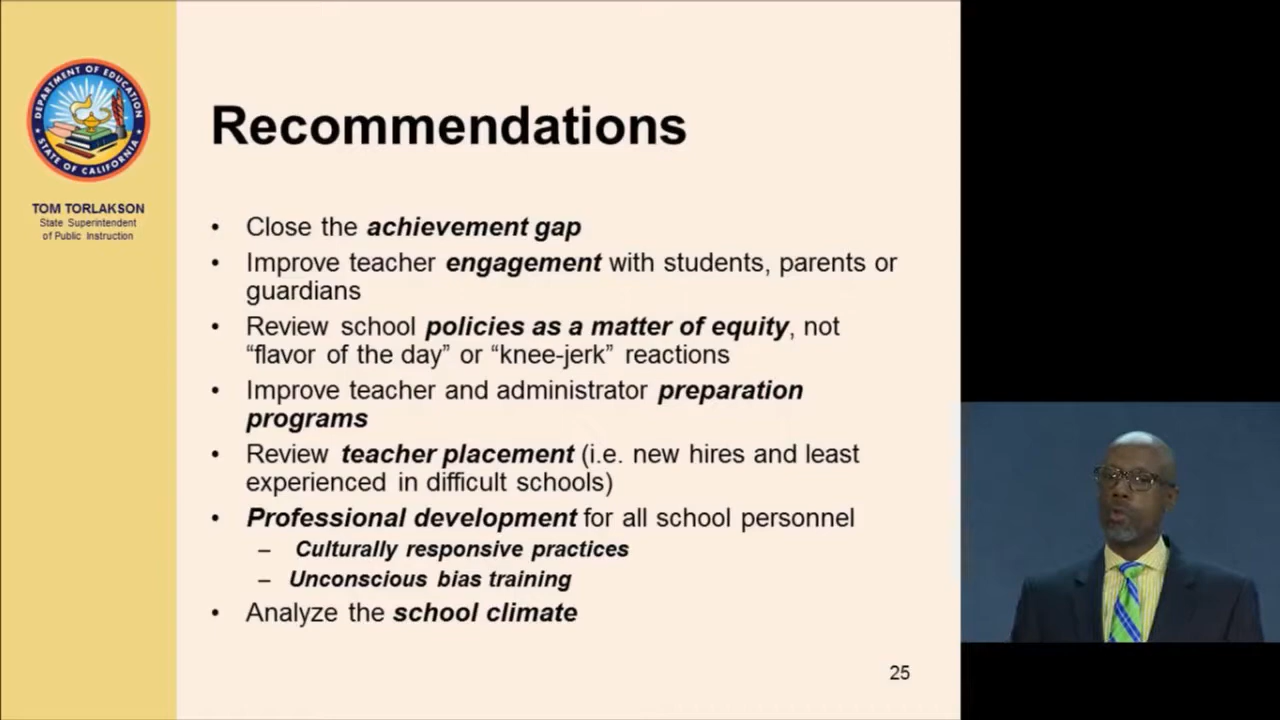 DEPARTMENT OF EDUCATION
STATE OF CALIFORNIA
TOM TORLAKSON
State Superintendent
of Public Instruction
Recommendations
• Close the achievement gap
• Improve teacher engagement with students, parents or
guardians
• Review school policies as a matter of equity, not
“flavor of the day” or “knee-jerk” reactions
• Improve teacher and administrator preparation
programs
• Review teacher placement (i.e. new hires and least
experienced in difficult schools)
• Professional development for all school personnel
– Culturally responsive practices
– Unconscious bias training
• Analyze the school climate
25